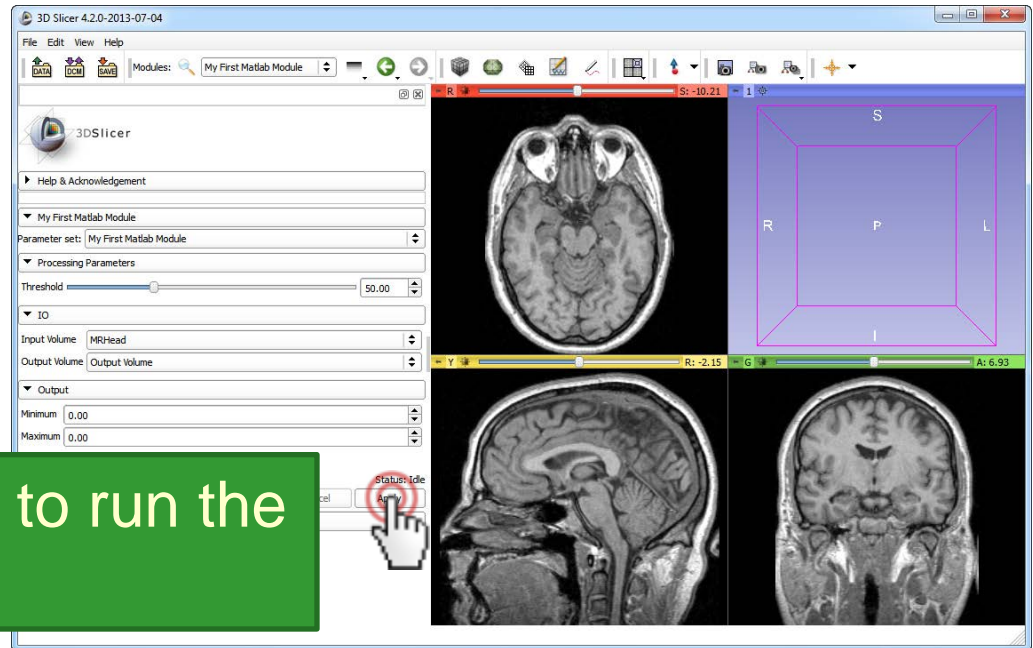 3D Slicer 4.2.0-2013-07-04
File Edit View Help
DATA DCM SAVE Modules: My First Matlab Module
R S: -10.21 1
3DSlicer
Help & Acknowledgement
My First Matlab Module
Parameter set: My First Matlab Module
Processing Parameters
Threshold 50.00
IO
Input Volume MRHead
Output Volume Output Volume
Output
Minimum 0.00
Maximum 0.00
Status: Idle
cel Apply
to run the
S
R P L
I
Y R: -2.15 G A: 6.93